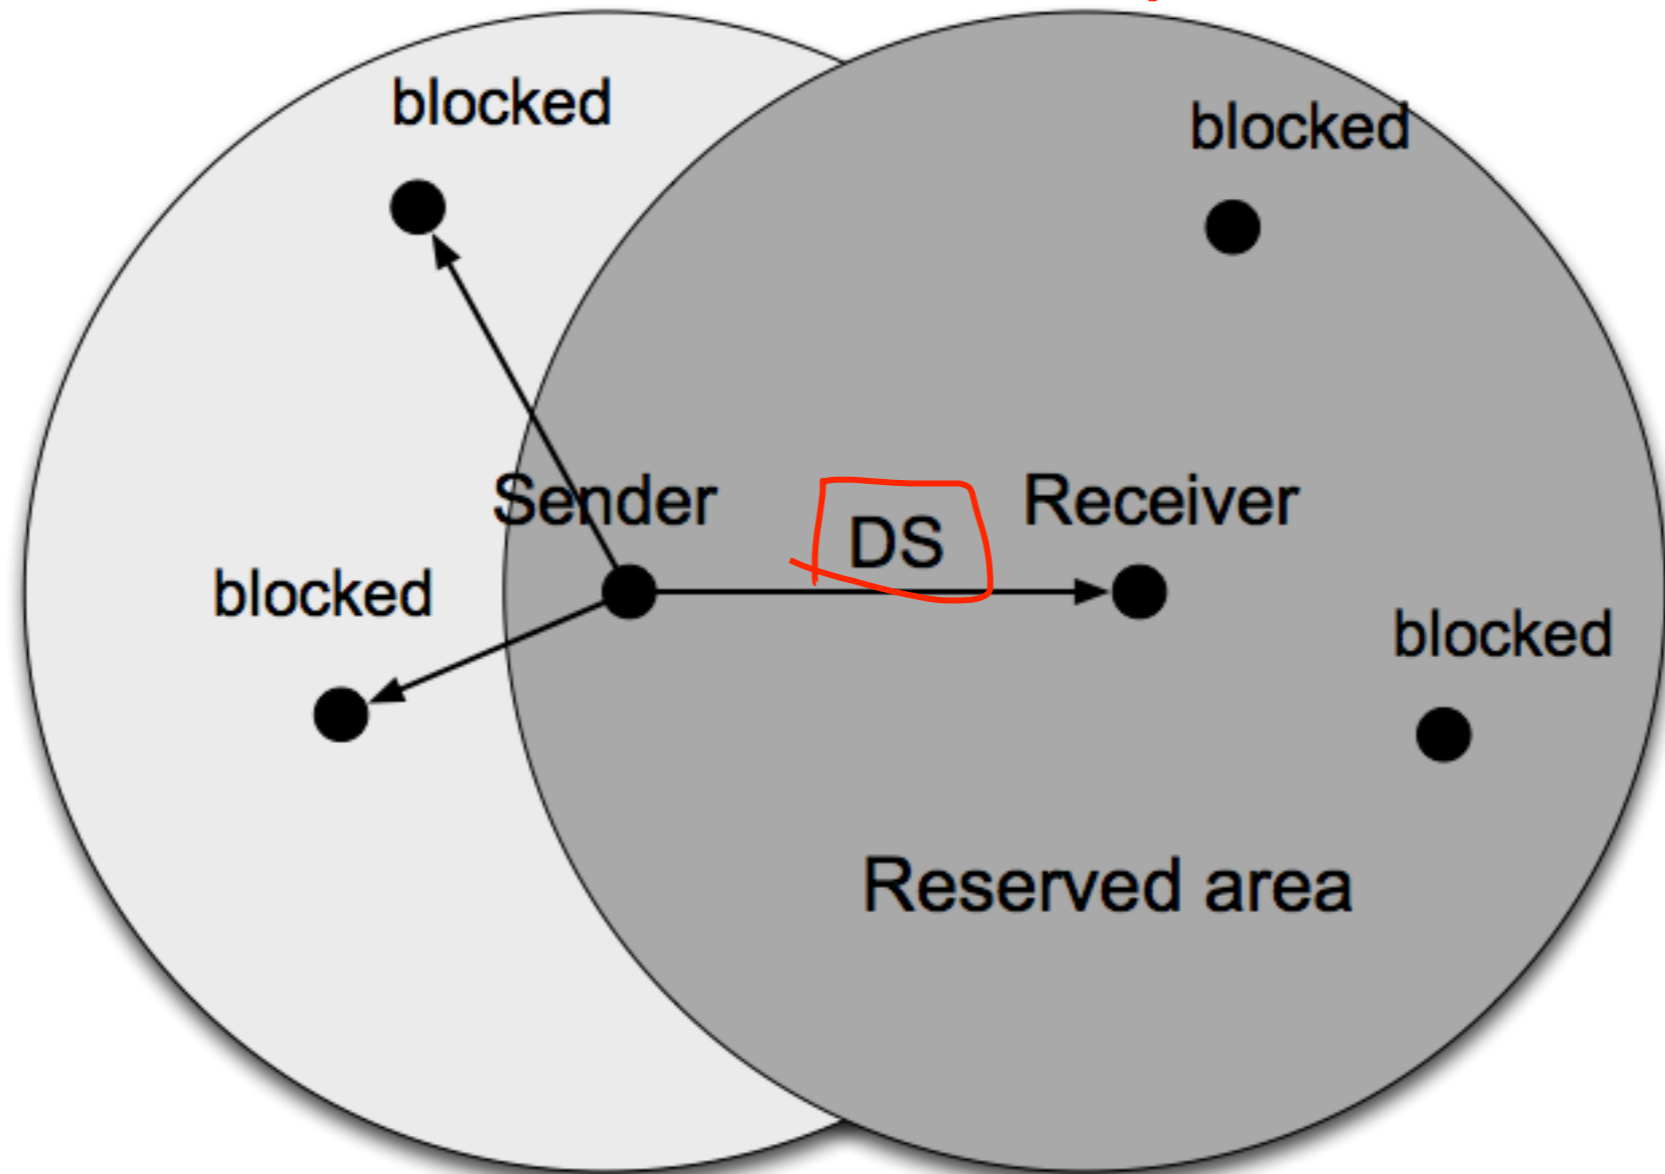 blocked
blocked
Sender
DS
Receiver
blocked
blocked
Reserved area